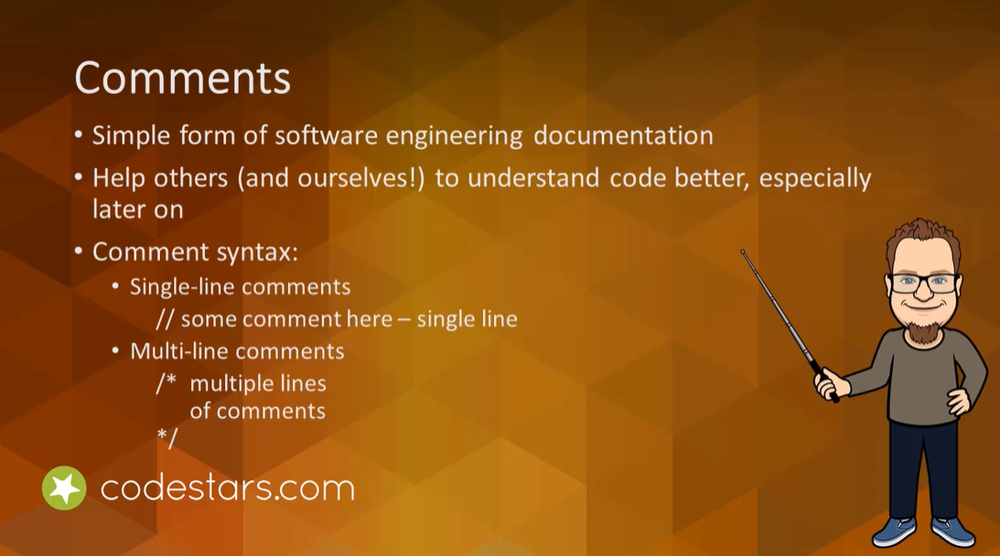 Comments
• Simple form of software engineering documentation
• Help others (and ourselves!) to understand code better, especially
later on
• Comment syntax:
• Single-line comments
// some comment here – single line
• Multi-line comments
/* multiple lines
of comments
*/
codestars.com